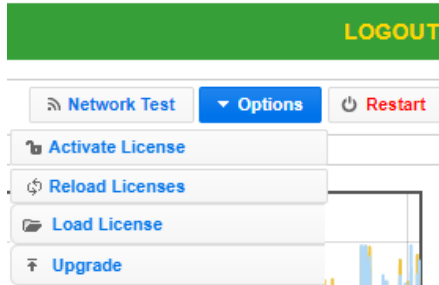 LOGOUT
Network Test Options Restart
Activate License
Reload Licenses
Load License
Upgrade